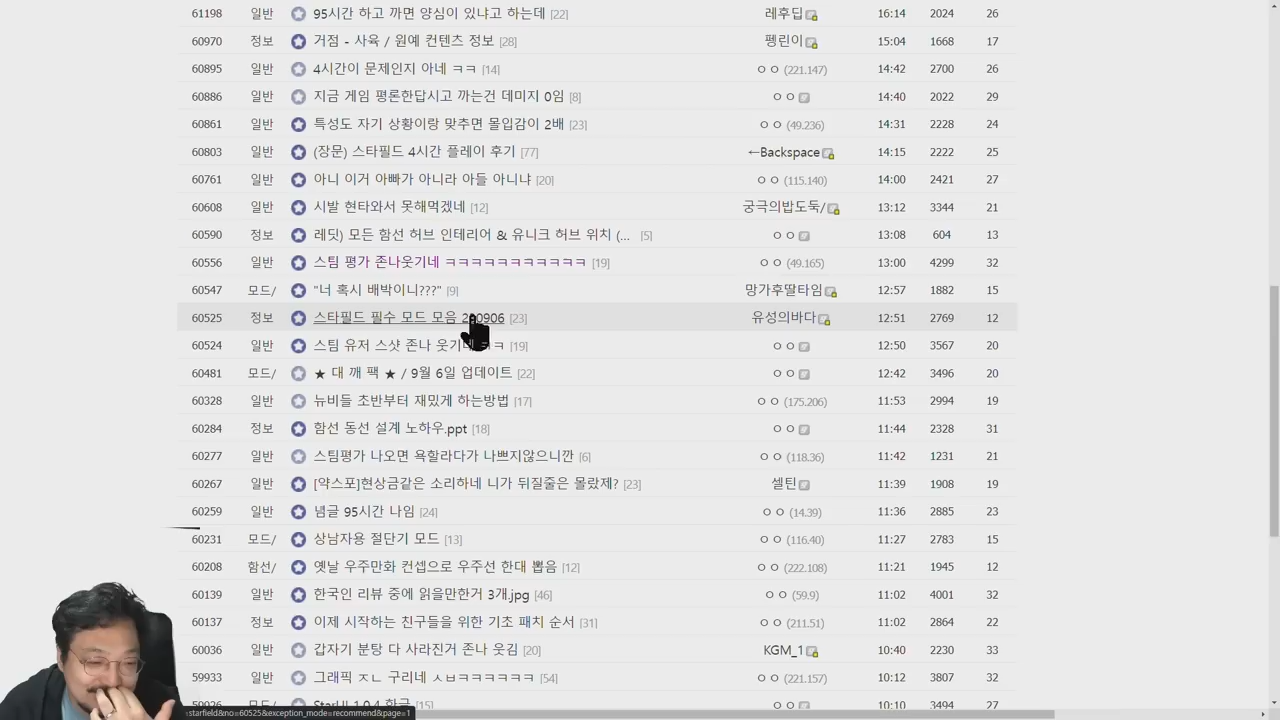 61198 일반 95시간 하고 까면 양심이 있냐고 하는데 [22] 레후딥 16:14 2024 26
60970 정보 거점 - 사육 / 원예 컨텐츠 정보 [28] 펭린이 15:04 1668 17
60895 일반 4시간이 문제인지 아네 ㅋㅋ [14] ㅇㅇ (221.147) 14:42 2700 26
60886 일반 지금 게임 평론한답시고 까는건 데미지 0임 [8] ㅇㅇ 14:40 2022 29
60861 일반 특성도 자기 상황이랑 맞추면 몰입감이 2배 [23] ㅇㅇ (49.236) 14:31 2228 24
60803 일반 (장문) 스타필드 4시간 플레이 후기 [77] ←Backspace 14:15 2222 25
60761 일반 아니 이거 아빠가 아니라 아들 아니냐 [20] ㅇㅇ (115.140) 14:00 2421 27
60608 일반 시발 현타와서 못해먹겠네 [12] 궁극의밥도둑/ 13:12 3344 21
60590 정보 레딧) 모든 함선 허브 인테리어 & 유니크 허브 위치 (... [5] ㅇㅇ 13:08 604 13
60556 일반 스팀 평가 존나웃기네 ㅋㅋㅋㅋㅋㅋㅋㅋㅋㅋㅋ [19] ㅇㅇ (49.165) 13:00 4299 32
60547 모드/ "너 혹시 배박이니???" [9] 망가후딸타임 12:57 1882 15
60525 정보 스타필드 필수 모드 모음 230906 [23] 유성의바다 12:51 2769 12
60524 일반 스팀 유저 스샷 존나 웃기네 ㅋㅋ [19] ㅇㅇ 12:50 3567 20
60481 모드/ ★ 대 깨 팩 ★ / 9월 6일 업데이트 [22] ㅇㅇ 12:42 3496 20
60328 일반 뉴비들 초반부터 재밌게 하는방법 [17] ㅇㅇ (175.206) 11:53 2994 19
60284 정보 함선 동선 설계 노하우.ppt [18] ㅇㅇ 11:44 2328 31
60277 일반 스팀평가 나오면 욕할라다가 나쁘지않으니깐 [6] ㅇㅇ (118.36) 11:42 1231 21
60267 일반 [약스포]현상금같은 소리하네 니가 뒤질줄은 몰랐제? [23] 셀틴 11:39 1908 19
60259 일반 념글 95시간 나임 [24] ㅇㅇ (14.39) 11:36 2885 23
60231 모드/ 상남자용 절단기 모드 [13] ㅇㅇ (116.40) 11:27 2783 15
60208 함선/ 옛날 우주만화 컨셉으로 우주선 한대 뽑음 [12] ㅇㅇ (222.108) 11:21 1945 12
60139 일반 한국인 리뷰 중에 읽을만한거 3개.jpg [46] ㅇㅇ (59.9) 11:02 4001 32
60137 정보 이제 시작하는 친구들을 위한 기초 패치 순서 [31] ㅇㅇ (211.51) 11:02 2864 22
60036 일반 갑자기 분탕 다 사라진거 존나 웃김 [20] KGM_1 10:40 2230 33
59933 일반 그래픽 ㅈㄴ 구리네 ㅅㅂㅋㅋㅋㅋㅋㅋ [54] ㅇㅇ (221.157) 10:12 3807 32
59926 모드/ StarUI 1.0.4 한글 [15] ㅇㅇ 10:04 3494 27
starfield&no=60525&exception_mode=recommend&page=1